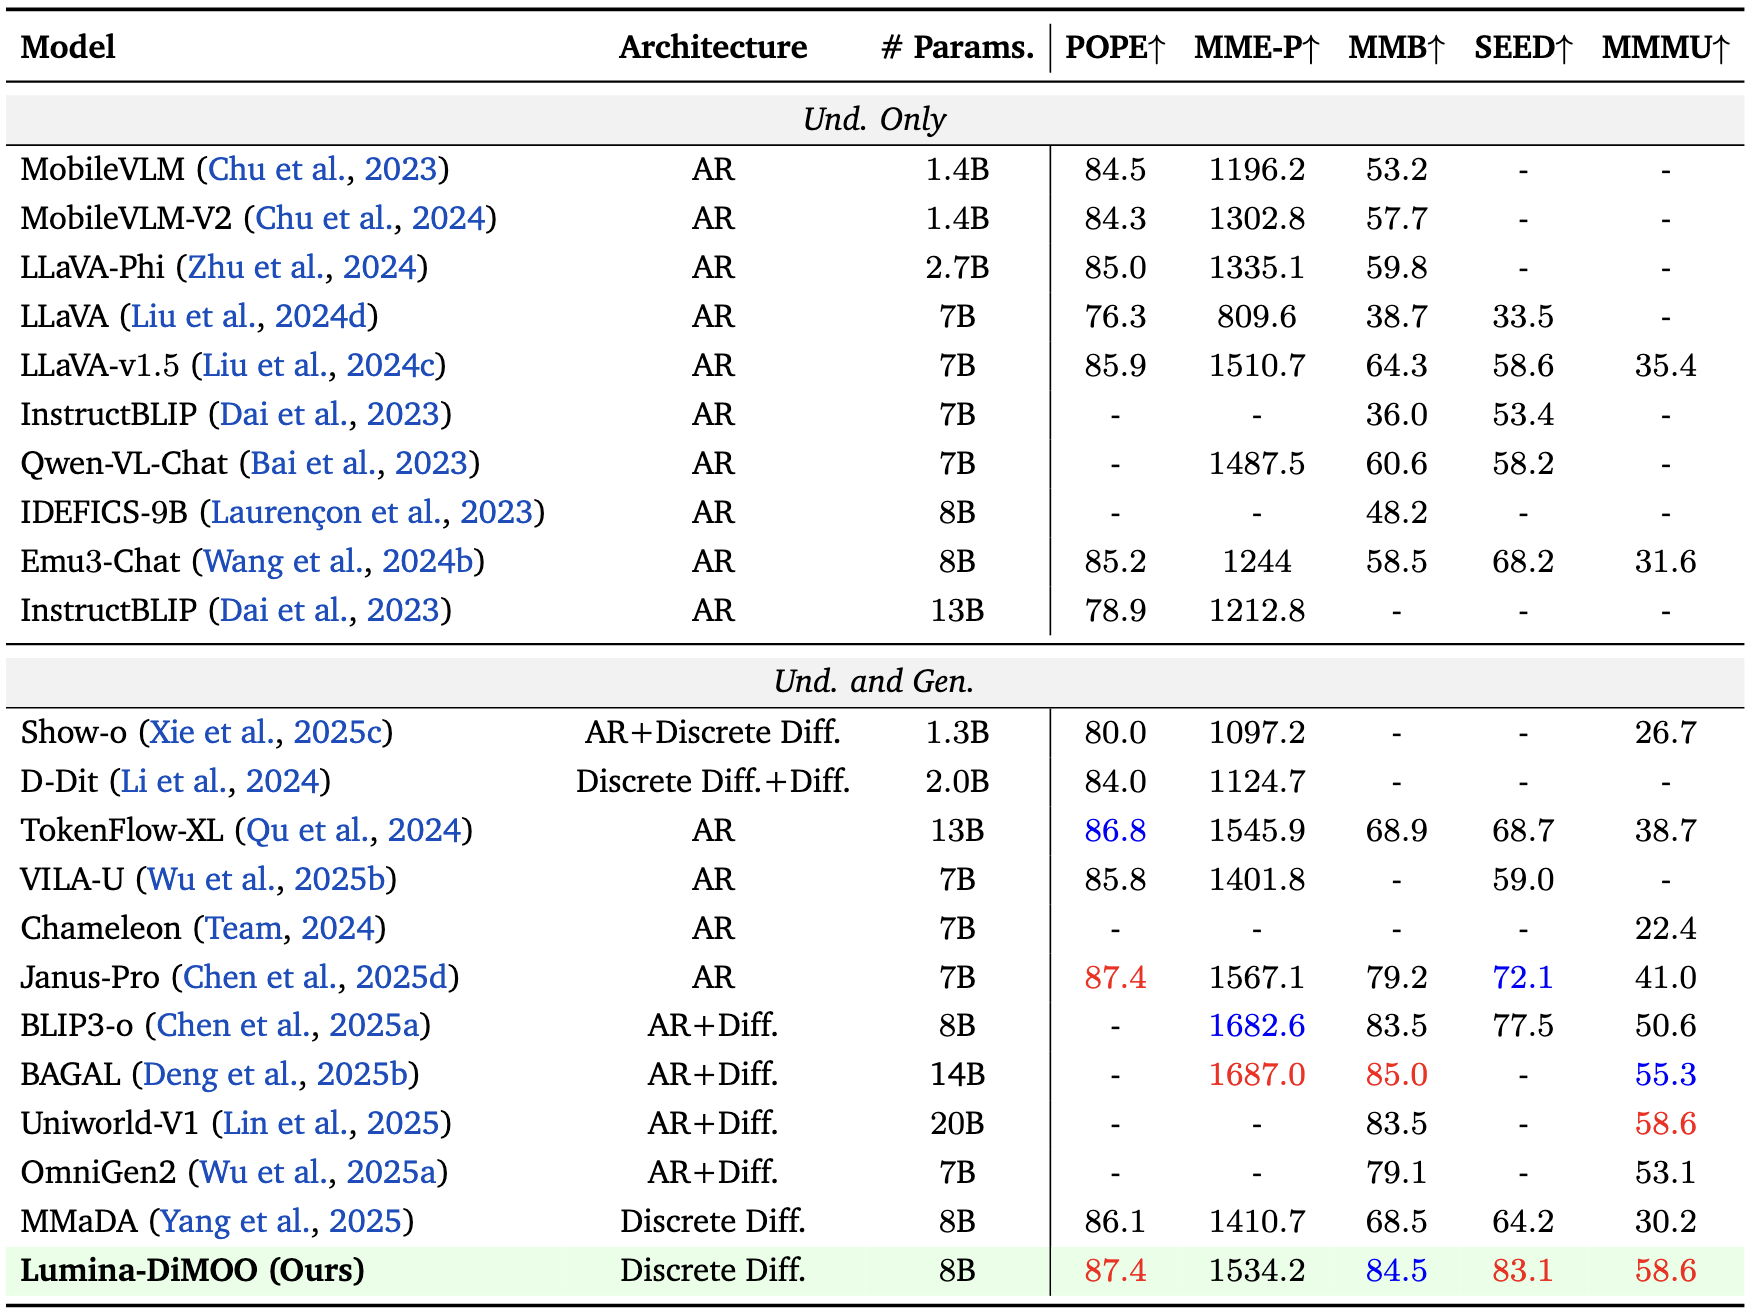 Model Architecture # Params. POPE↑ MME-P↑ MMB↑ SEED↑ MMMU↑
Und. Only
MobileVLM (Chu et al., 2023) AR 1.4B 84.5 1196.2 53.2 - -
MobileVLM-V2 (Chu et al., 2024) AR 1.4B 84.3 1302.8 57.7 - -
LLaVA-Phi (Zhu et al., 2024) AR 2.7B 85.0 1335.1 59.8 - -
LLaVA (Liu et al., 2024d) AR 7B 76.3 809.6 38.7 33.5 -
LLaVA-v1.5 (Liu et al., 2024c) AR 7B 85.9 1510.7 64.3 58.6 35.4
InstructBLIP (Dai et al., 2023) AR 7B - - 36.0 53.4 -
Qwen-VL-Chat (Bai et al., 2023) AR 7B - 1487.5 60.6 58.2 -
IDEFICS-9B (Laurençon et al., 2023) AR 8B - - 48.2 - -
Emu3-Chat (Wang et al., 2024b) AR 8B 85.2 1244 58.5 68.2 31.6
InstructBLIP (Dai et al., 2023) AR 13B 78.9 1212.8 - - -
Und. and Gen.
Show-o (Xie et al., 2025c) AR+Discrete Diff. 1.3B 80.0 1097.2 - - 26.7
D-Dit (Li et al., 2024) Discrete Diff.+Diff. 2.0B 84.0 1124.7 - - -
TokenFlow-XL (Qu et al., 2024) AR 13B 86.8 1545.9 68.9 68.7 38.7
VILA-U (Wu et al., 2025b) AR 7B 85.8 1401.8 - 59.0 -
Chameleon (Team, 2024) AR 7B - - - - 22.4
Janus-Pro (Chen et al., 2025d) AR 7B 87.4 1567.1 79.2 72.1 41.0
BLIP3-o (Chen et al., 2025a) AR+Diff. 8B - 1682.6 83.5 77.5 50.6
BAGAL (Deng et al., 2025b) AR+Diff. 14B - 1687.0 85.0 - 55.3
Uniworld-V1 (Lin et al., 2025) AR+Diff. 20B - - 83.5 - 58.6
OmniGen2 (Wu et al., 2025a) AR+Diff. 7B - - 79.1 - 53.1
MMaDA (Yang et al., 2025) Discrete Diff. 8B 86.1 1410.7 68.5 64.2 30.2
Lumina-DiMOO (Ours) Discrete Diff. 8B 87.4 1534.2 84.5 83.1 58.6